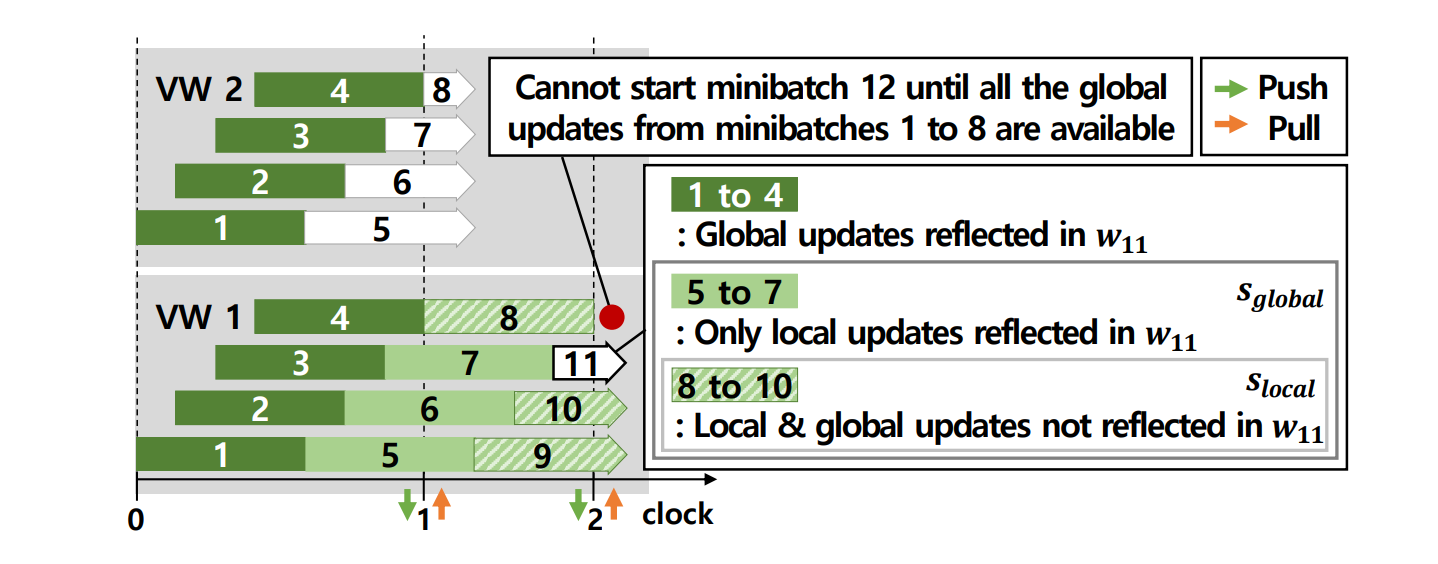 VW 2
4
8
3
7
2
6
1
5
Cannot start minibatch 12 until all the global
updates from minibatches 1 to 8 are available
Push
Pull
1 to 4
: Global updates reflected in w₁₁
5 to 7
s_global
: Only local updates reflected in w₁₁
8 to 10
s_local
: Local & global updates not reflected in w₁₁
VW 1
4
8
3
7
11
2
6
10
1
5
9
0
1
2
clock